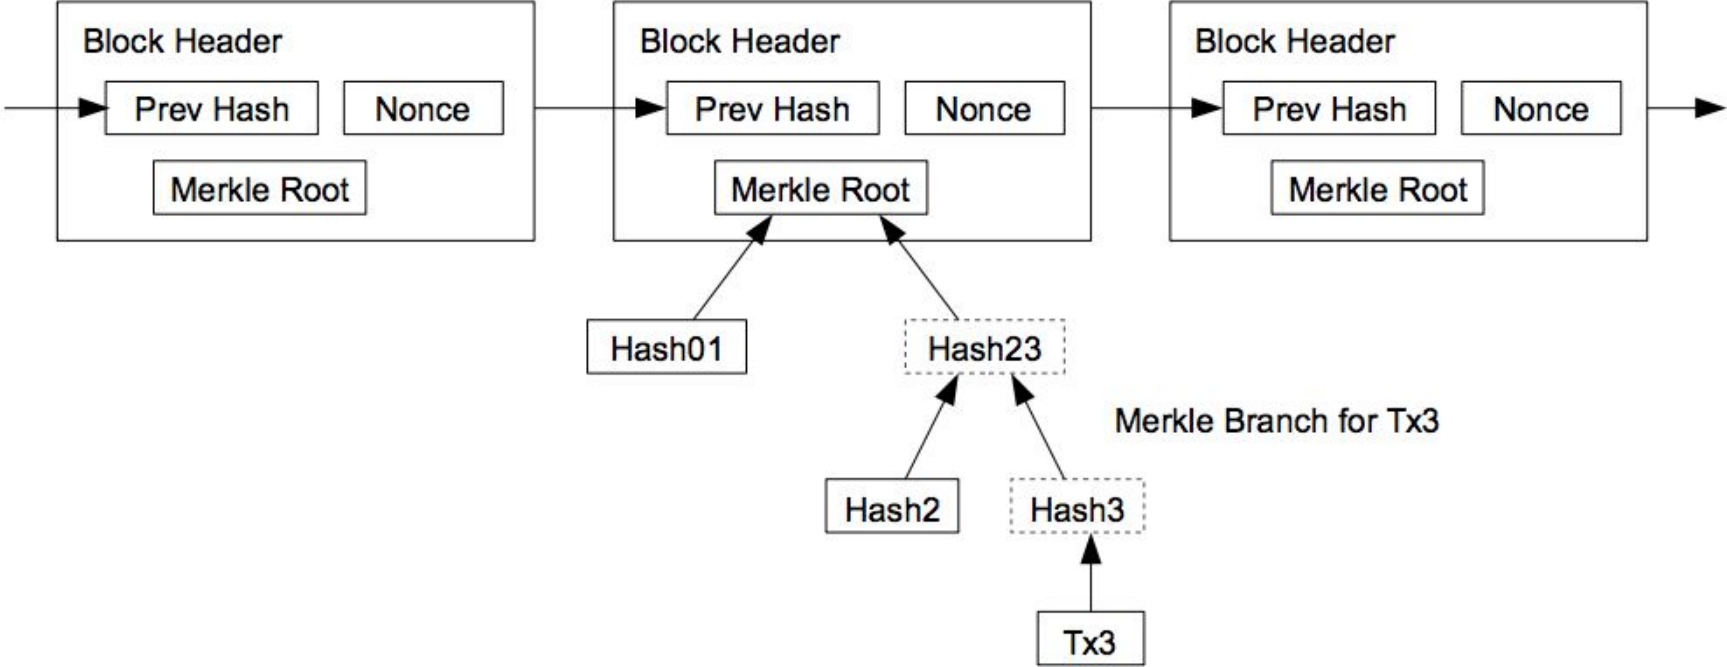 Block Header
Block Header
Block Header
Prev Hash
Nonce
Prev Hash
Nonce
Prev Hash
Nonce
Merkle Root
Merkle Root
Merkle Root
Hash01
Hash23
Merkle Branch for Tx3
Hash2
Hash3
Tx3